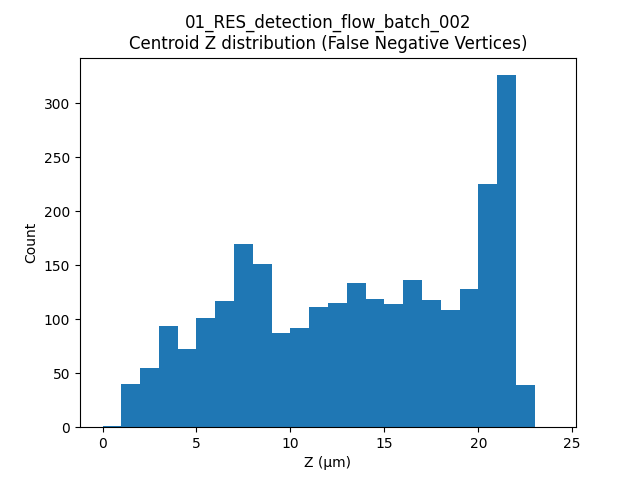 01_RES_detection_flow_batch_002
Centroid Z distribution (False Negative Vertices)
300
250
200
150
100
50
0
Count
0 5 10 15 20 25
Z (μm)